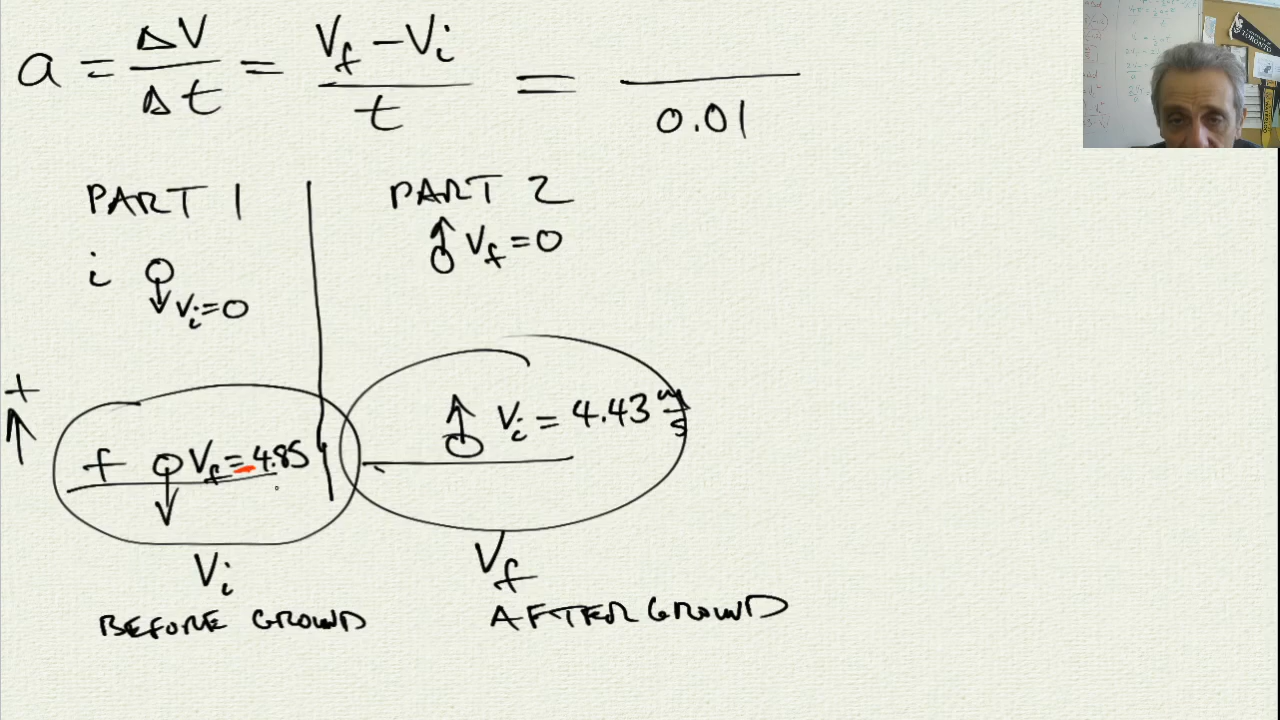 a = ΔV/Δt = (Vf - Vi)/t = ———/0.01
PART 1
PART 2
i
Vi = 0
Vf = 0
+
f Vf = 4.85
Vi = 4.43 m/s
Vi
Vf
BEFORE GROUND
AFTER GROUND
TORONTO